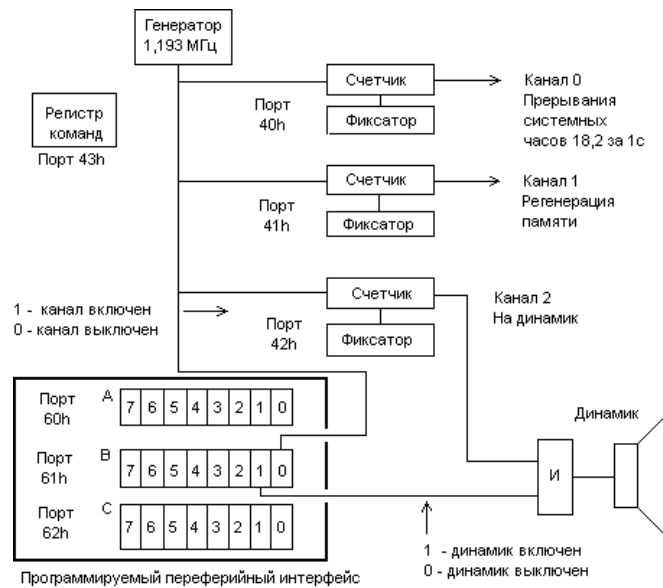 Генератор
1,193 МГц
Регистр
команд
Порт 43h
Порт
40h
Счетчик
Фиксатор
Канал 0
Прерывания
системных
часов 18,2 за 1с
Порт
41h
Счетчик
Фиксатор
Канал 1
Регенерация
памяти
1 - канал включен
0 - канал выключен
Порт
42h
Счетчик
Фиксатор
Канал 2
На динамик
Порт
60h
A
7 6 5 4 3 2 1 0
Порт
61h
B
7 6 5 4 3 2 1 0
Порт
62h
C
7 6 5 4 3 2 1 0
И
Динамик
1 - динамик включен
0 - динамик выключен
Программируемый переферийный интерфейс